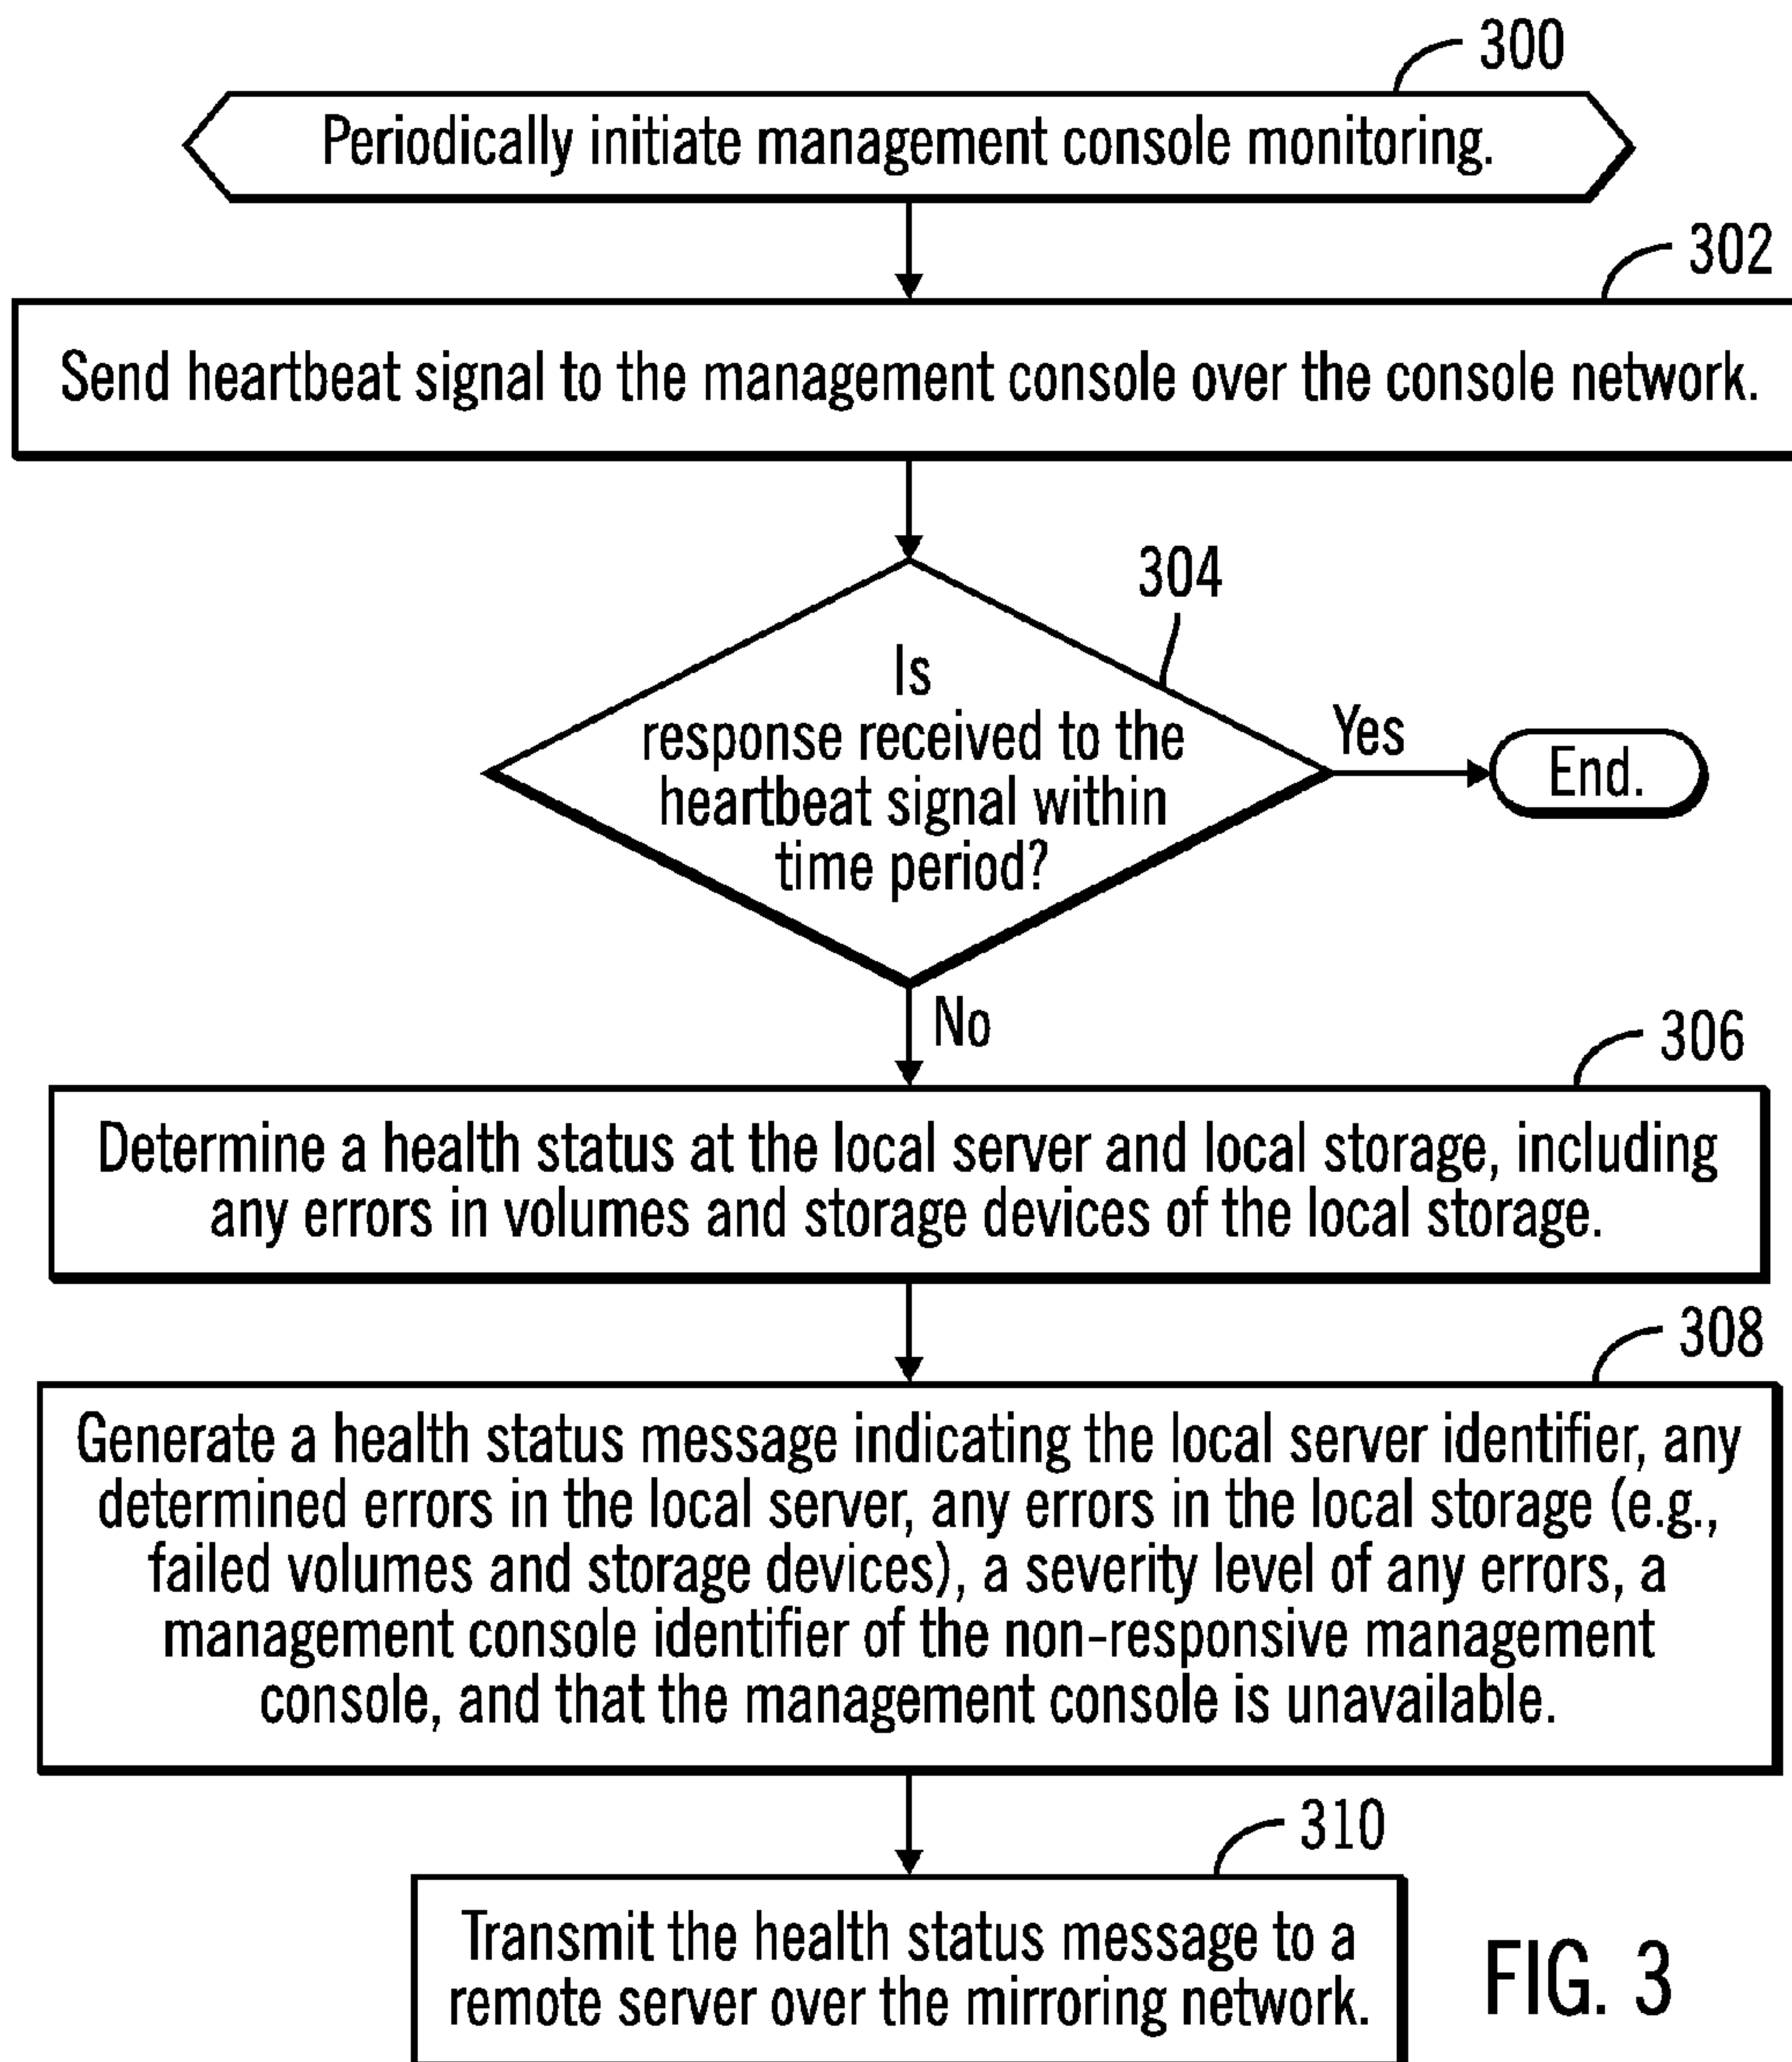 300
Periodically initiate management console monitoring.
302
Send heartbeat signal to the management console over the console network.
304
Is
response received to the
heartbeat signal within
time period?
Yes
End.
No
306
Determine a health status at the local server and local storage, including
any errors in volumes and storage devices of the local storage.
308
Generate a health status message indicating the local server identifier, any
determined errors in the local server, any errors in the local storage (e.g.,
failed volumes and storage devices), a severity level of any errors, a
management console identifier of the non-responsive management
console, and that the management console is unavailable.
310
Transmit the health status message to a
remote server over the mirroring network.
FIG. 3